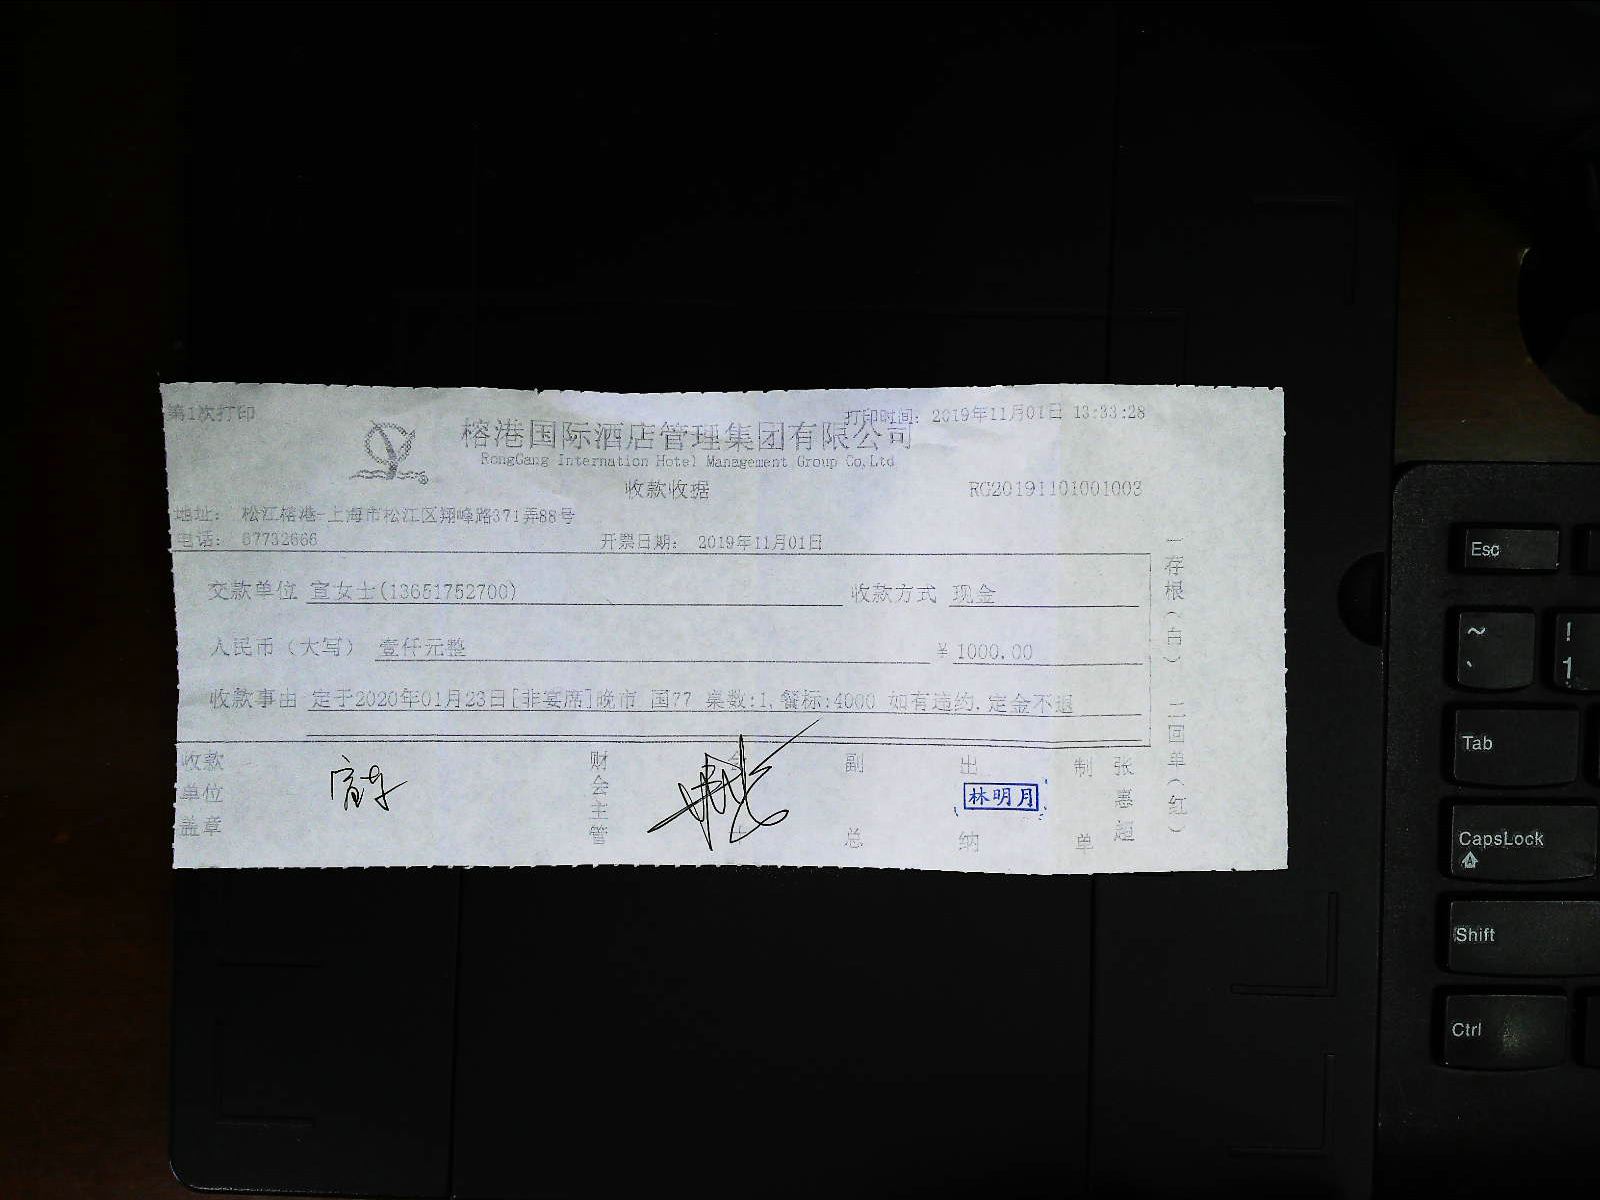 第1次打印
打印时间: 2019年11月01日 13:33:28
榕港国际酒店管理集团有限公司
RongGang Internation Hotel Management Group Co,Ltd
收款收据
RG20191101001003
地址: 松江榕港-上海市松江区翔峰路371弄88号
电话: 67732666
开票日期: 2019年11月01日
交款单位 宣女士(13651752700)
收款方式 现金
人民币（大写） 壹仟元整
¥ 1000.00
收款事由 定于2020年01月23日[非宴席]晚市 国77 桌数:1,餐标:4000 如有违约,定金不退
收款单位盖章
财会主管
副总
出纳
林明月
制单
张惠超
一存根(白)
二回单(红)
Esc
~
`
!
1
Tab
CapsLock
Shift
Ctrl